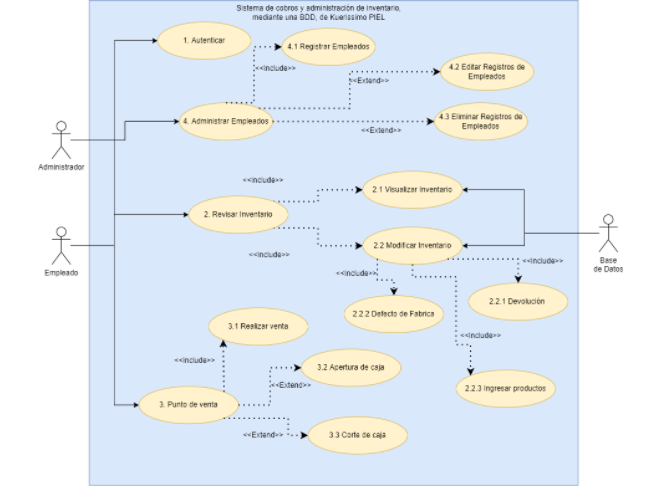 Sistema de cobros y administración de inventario,
mediante una BDD, de Kuerissimo PIEL
1. Autenticar
4.1 Registrar Empleados
<<Include>>
4.2 Editar Registros de
Empleados
<<Extend>>
4. Administrar Empleados
4.3 Eliminar Registros de
Empleados
<<Extend>>
Administrador
<<Include>>
2.1 Visualizar Inventario
2. Revisar Inventario
2.2 Modificar Inventario
<<Include>>
Empleado
Base
de Datos
<<Include>>
<<Include>>
2.2.1 Devolución
2.2.2 Defecto de Fabrica
3.1 Realizar venta
<<Include>>
<<Include>>
3.2 Apertura de caja
<<Extend>>
2.2.3 Ingresar productos
3. Punto de venta
<<Extend>>
3.3 Corte de caja